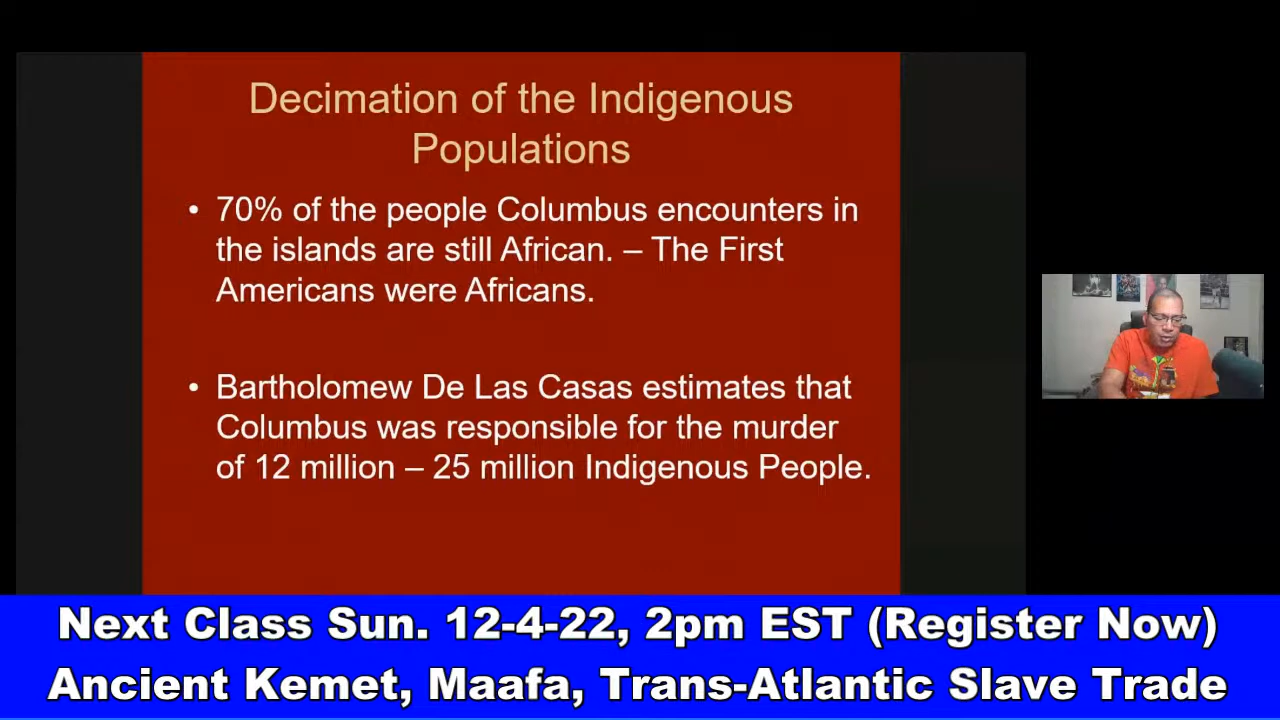 Decimation of the Indigenous
Populations
• 70% of the people Columbus encounters in
the islands are still African. – The First
Americans were Africans.
• Bartholomew De Las Casas estimates that
Columbus was responsible for the murder
of 12 million – 25 million Indigenous People.
Next Class Sun. 12-4-22, 2pm EST (Register Now)
Ancient Kemet, Maafa, Trans-Atlantic Slave Trade